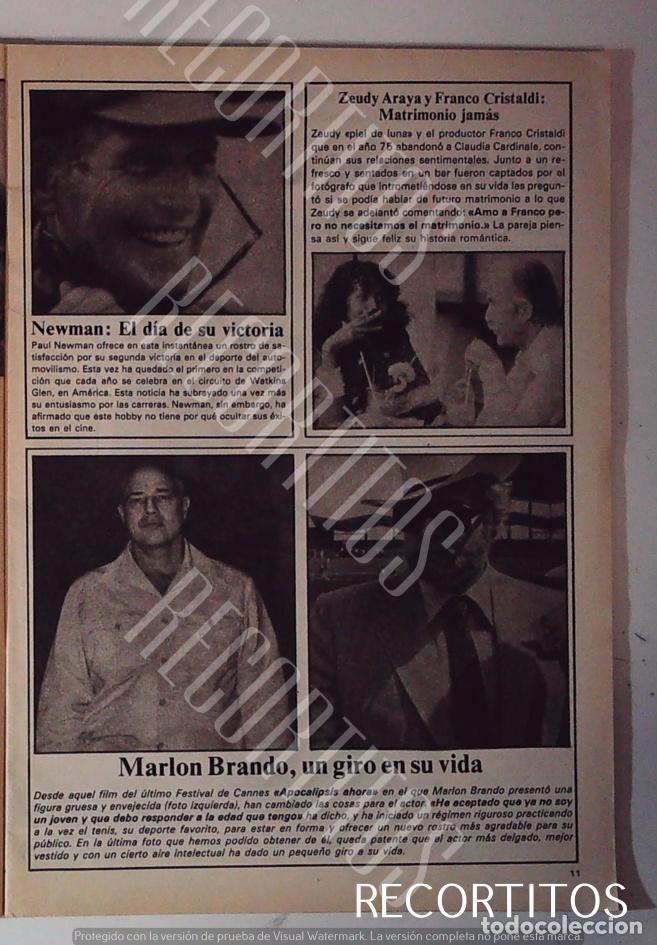 Newman: El día de su victoria
Paul Newman ofrece en esta instantánea un rostro de sa-
tisfacción por su segunda victoria en el deporte del auto-
movilismo. Esta vez ha quedado el primero en la competi-
ción que cada año se celebra en el circuito de Watkins
Glen, en América. Esta noticia ha subrayado una vez más
su entusiasmo por las carreras. Newman, sin embargo, ha
afirmado que este hobby no tiene por qué ocultar sus éxi-
tos en el cine.
Zeudy Araya y Franco Cristaldi:
Matrimonio jamás
Zeudy «piel de luna» y el productor Franco Cristaldi
que en el año 75 abandonó a Claudia Cardinale, con-
tinúan sus relaciones sentimentales. Junto a un re-
fresco y sentados en un bar fueron captados por el
fotógrafo que intrometiéndose en su vida les pregun-
tó si se podía hablar de futuro matrimonio a lo que
Zeudy se adelantó comentando: «Amo a Franco pe-
ro no necesitamos el matrimonio.» La pareja pien-
sa así y sigue feliz su historia romántica.
Marlon Brando, un giro en su vida
Desde aquel film del último Festival de Cannes «Apocalipsis ahora» en el que Marlon Brando presentó una
figura gruesa y envejecida (foto izquierda), han cambiado las cosas para el actor. «He aceptado que ya no soy
un joven y que debo responder a la edad que tengo» ha dicho, y ha iniciado un régimen riguroso practicando
a la vez el tenis, su deporte favorito, para estar en forma y ofrecer un nuevo rostro más agradable para su
público. En la última foto que hemos podido obtener de él, queda patente que al actor más delgado, mejor
vestido y con un cierto aire intelectual ha dado un pequeño giro a su vida.
11
RECORTITOS
RECORTITOS
RECORTITOS
RECORTITOS
RECORTITOS
todocoleccion
Protegido con la versión de prueba de Visual Watermark. La versión completa no pone esta marca.